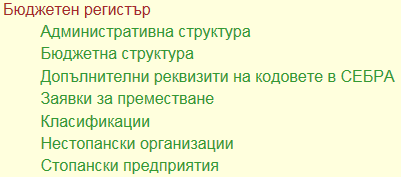 Бюджетен регистър
Административна структура
Бюджетна структура
Допълнителни реквизити на кодовете в СЕБРА
Заявки за преместване
Класификации
Нестопански организации
Стопански предприятия